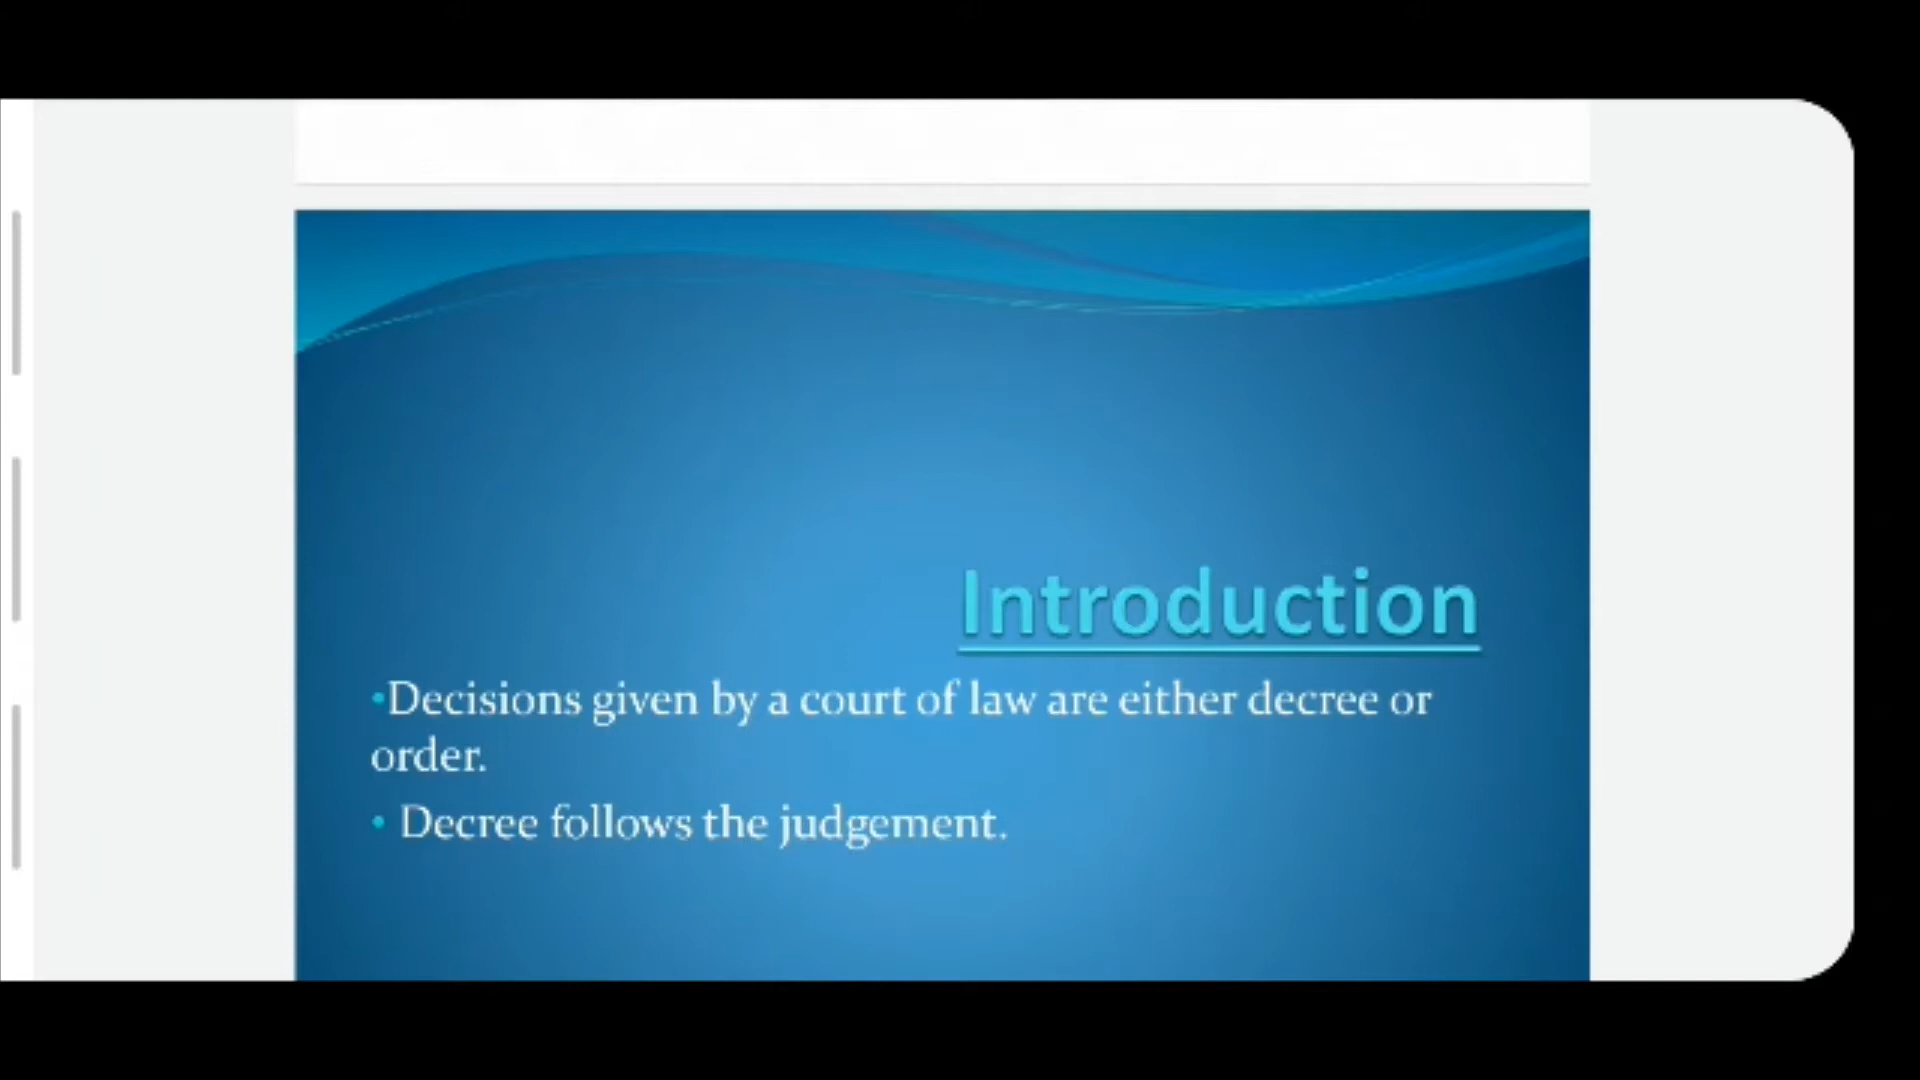 Introduction
•Decisions given by a court of law are either decree or
order.
• Decree follows the judgement.